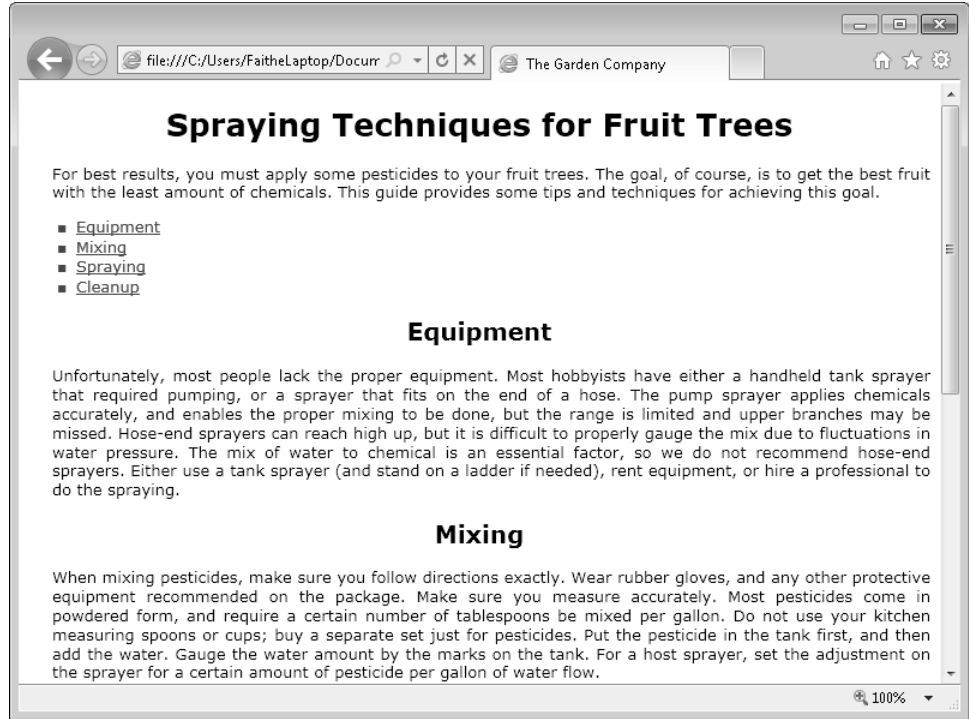 file:///C:/Users/FaitheLaptop/Docum
The Garden Company
Spraying Techniques for Fruit Trees
For best results, you must apply some pesticides to your fruit trees. The goal, of course, is to get the best fruit
with the least amount of chemicals. This guide provides some tips and techniques for achieving this goal.
Equipment
Mixing
Spraying
Cleanup
Equipment
Unfortunately, most people lack the proper equipment. Most hobbyists have either a handheld tank sprayer
that required pumping, or a sprayer that fits on the end of a hose. The pump sprayer applies chemicals
accurately, and enables the proper mixing to be done, but the range is limited and upper branches may be
missed. Hose-end sprayers can reach high up, but it is difficult to properly gauge the mix due to fluctuations in
water pressure. The mix of water to chemical is an essential factor, so we do not recommend hose-end
sprayers. Either use a tank sprayer (and stand on a ladder if needed), rent equipment, or hire a professional to
do the spraying.
Mixing
When mixing pesticides, make sure you follow directions exactly. Wear rubber gloves, and any other protective
equipment recommended on the package. Make sure you measure accurately. Most pesticides come in
powdered form, and require a certain number of tablespoons be mixed per gallon. Do not use your kitchen
measuring spoons or cups; buy a separate set just for pesticides. Put the pesticide in the tank first, and then
add the water. Gauge the water amount by the marks on the tank. For a host sprayer, set the adjustment on
the sprayer for a certain amount of pesticide per gallon of water flow.
100%